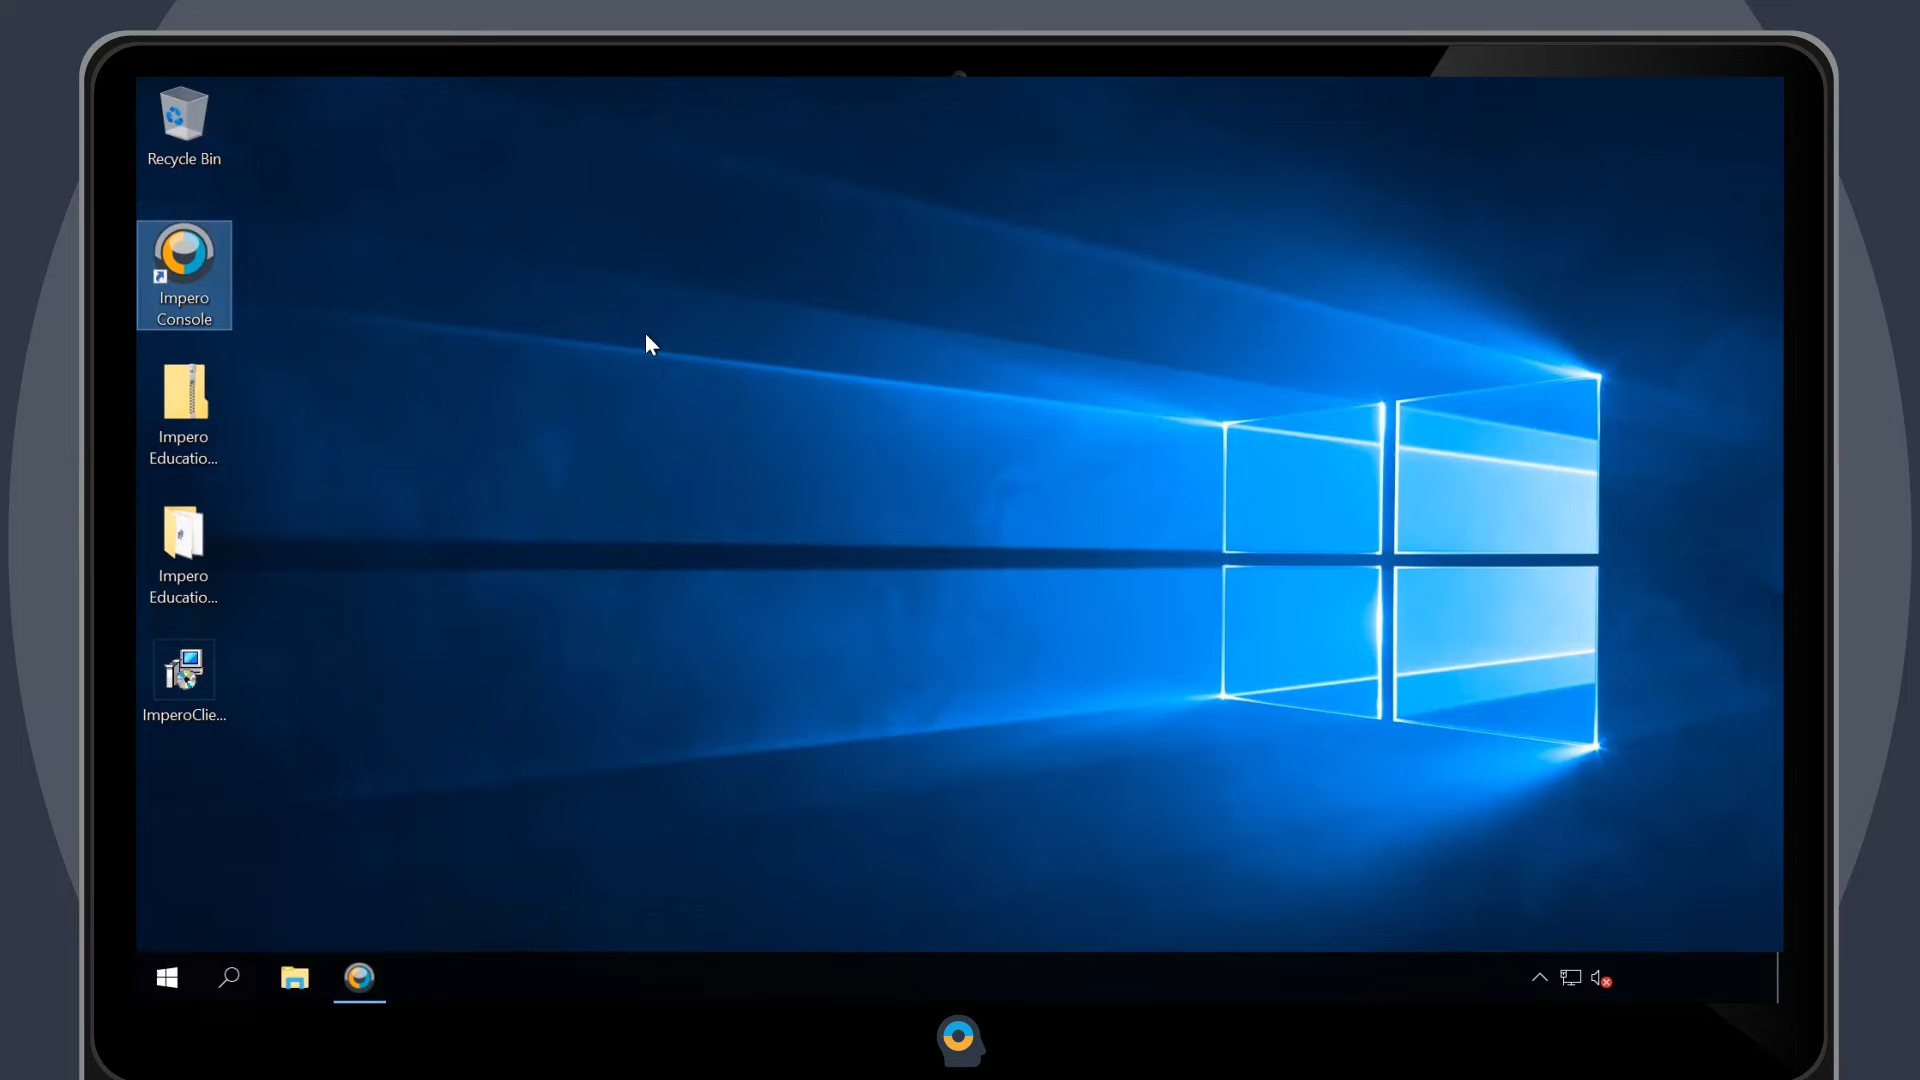 Recycle Bin
Impero
Console
Impero
Educatio...
Impero
Educatio...
ImperoClie...